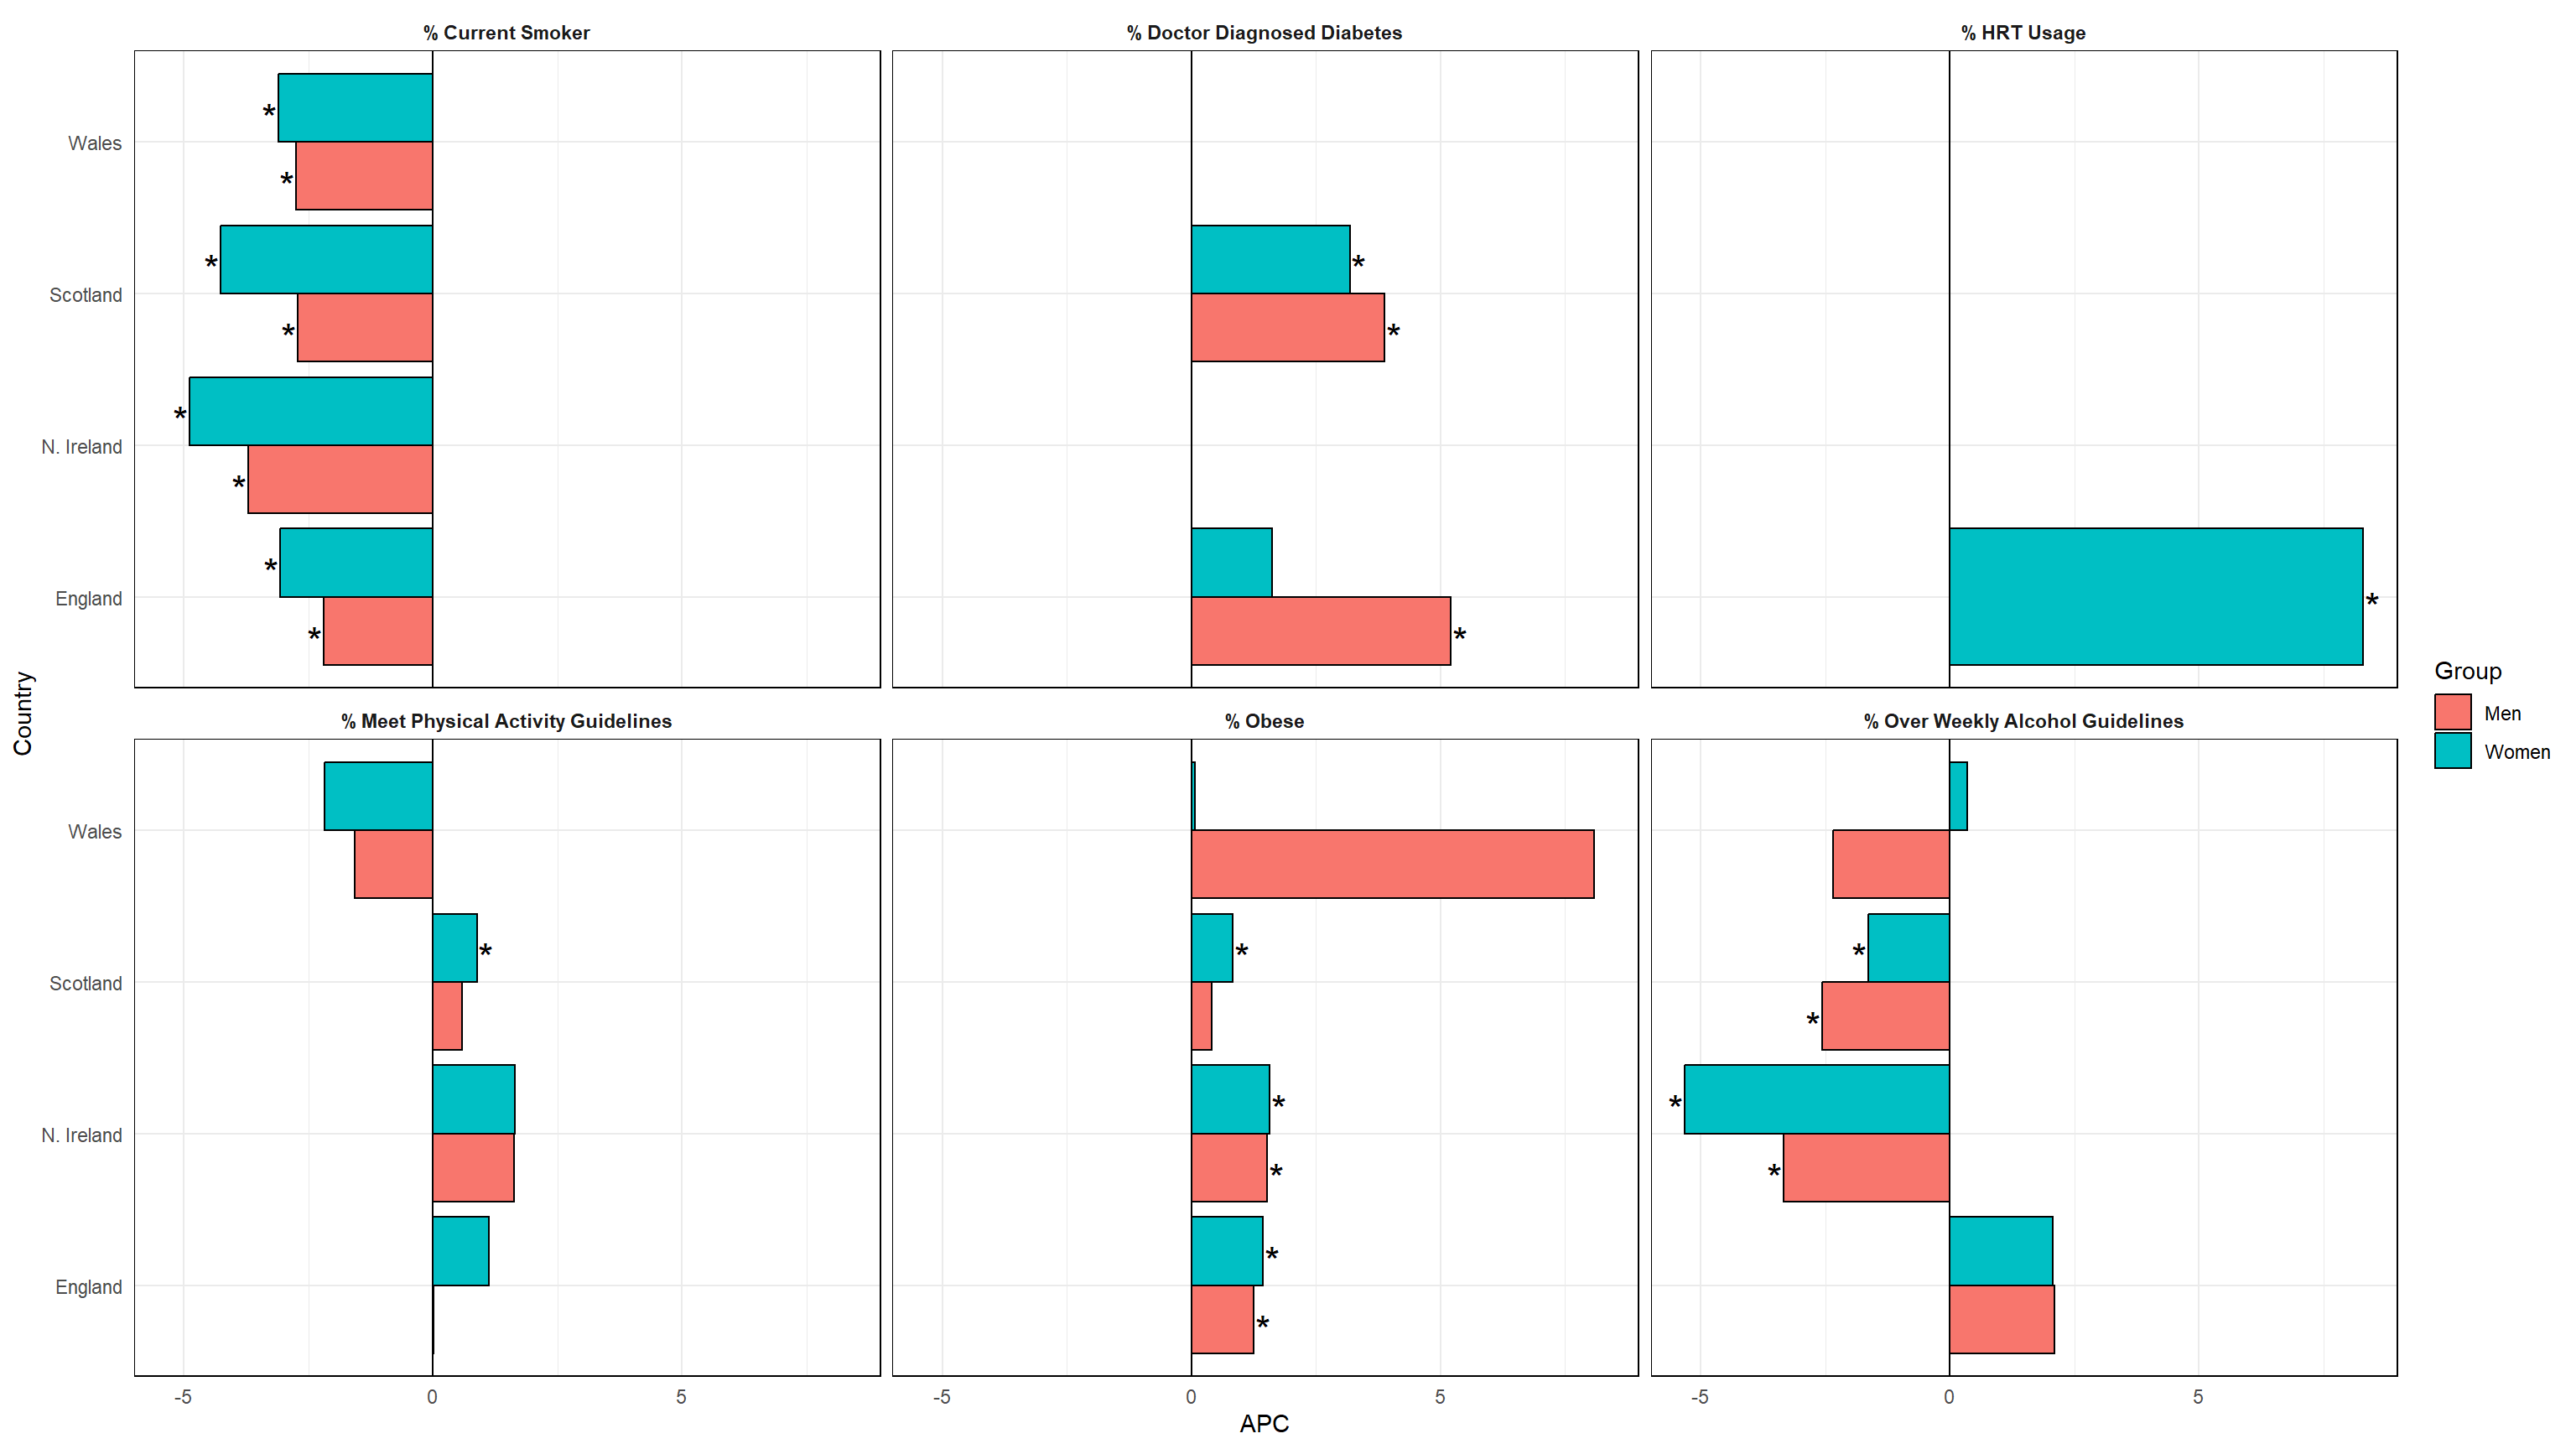 % Current Smoker
% Doctor Diagnosed Diabetes
% HRT Usage
*
Wales
*
*
*
Scotland
*
*
*
N. Ireland
*
*
England
*
*
*
Country
Group
Men
Women
% Meet Physical Activity Guidelines
% Obese
% Over Weekly Alcohol Guidelines
Wales
*
*
*
Scotland
*
*
*
N. Ireland
*
*
*
England
*
-5
0
5
-5
0
5
-5
0
5
APC